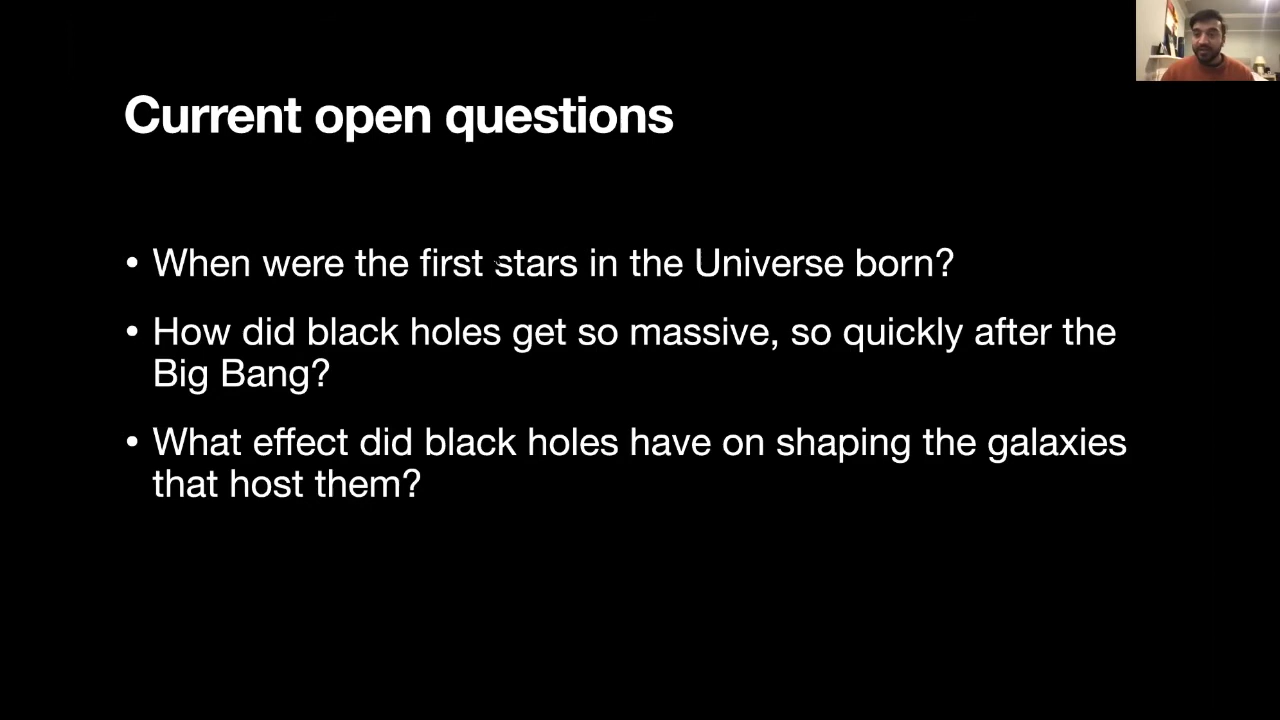 Current open questions
• When were the first stars in the Universe born?
• How did black holes get so massive, so quickly after the
Big Bang?
• What effect did black holes have on shaping the galaxies
that host them?